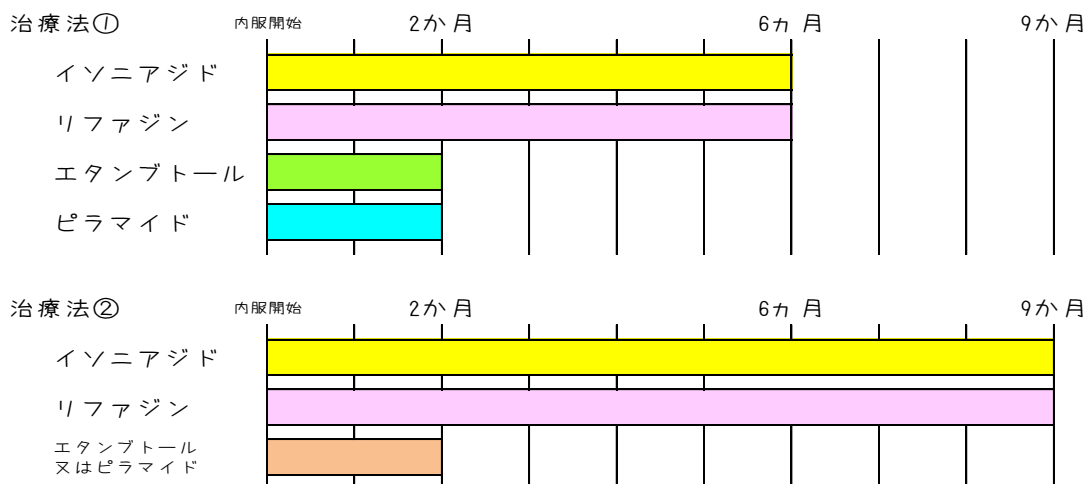 治療法① 内服開始 2か月 6ヵ月 9か月
イソニアジド
リファジン
エタンブトール
ピラマイド
治療法② 内服開始 2か月 6ヵ月 9か月
イソニアジド
リファジン
エタンブトール
又はピラマイド